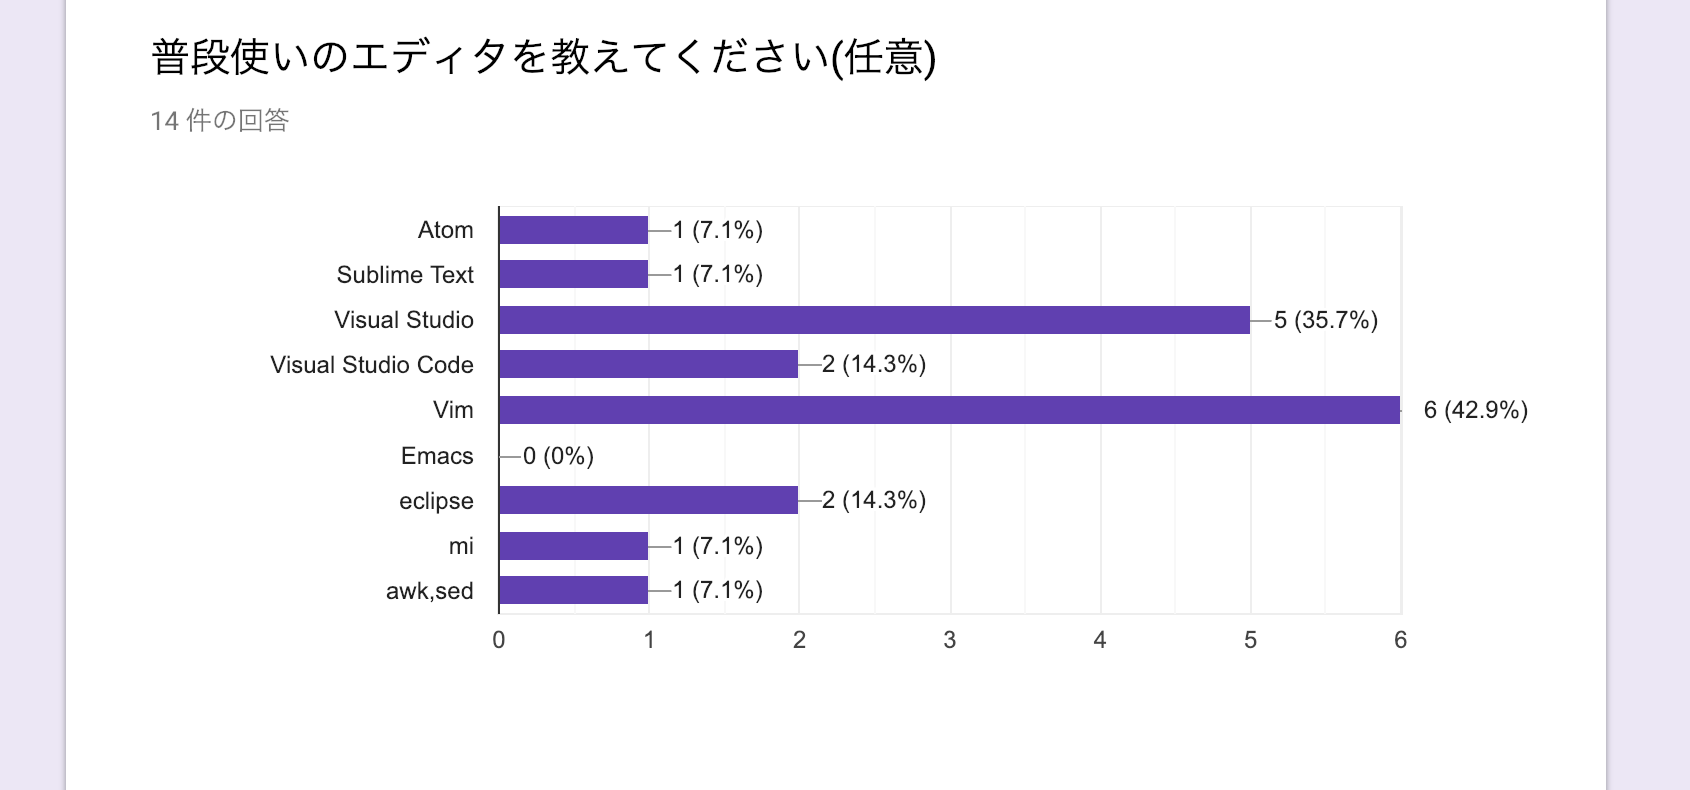 普段使いのエディタを教えてください(任意)
14 件の回答
Atom 1 (7.1%)
Sublime Text 1 (7.1%)
Visual Studio 5 (35.7%)
Visual Studio Code 2 (14.3%)
Vim 6 (42.9%)
Emacs 0 (0%)
eclipse 2 (14.3%)
mi 1 (7.1%)
awk,sed 1 (7.1%)
0 1 2 3 4 5 6